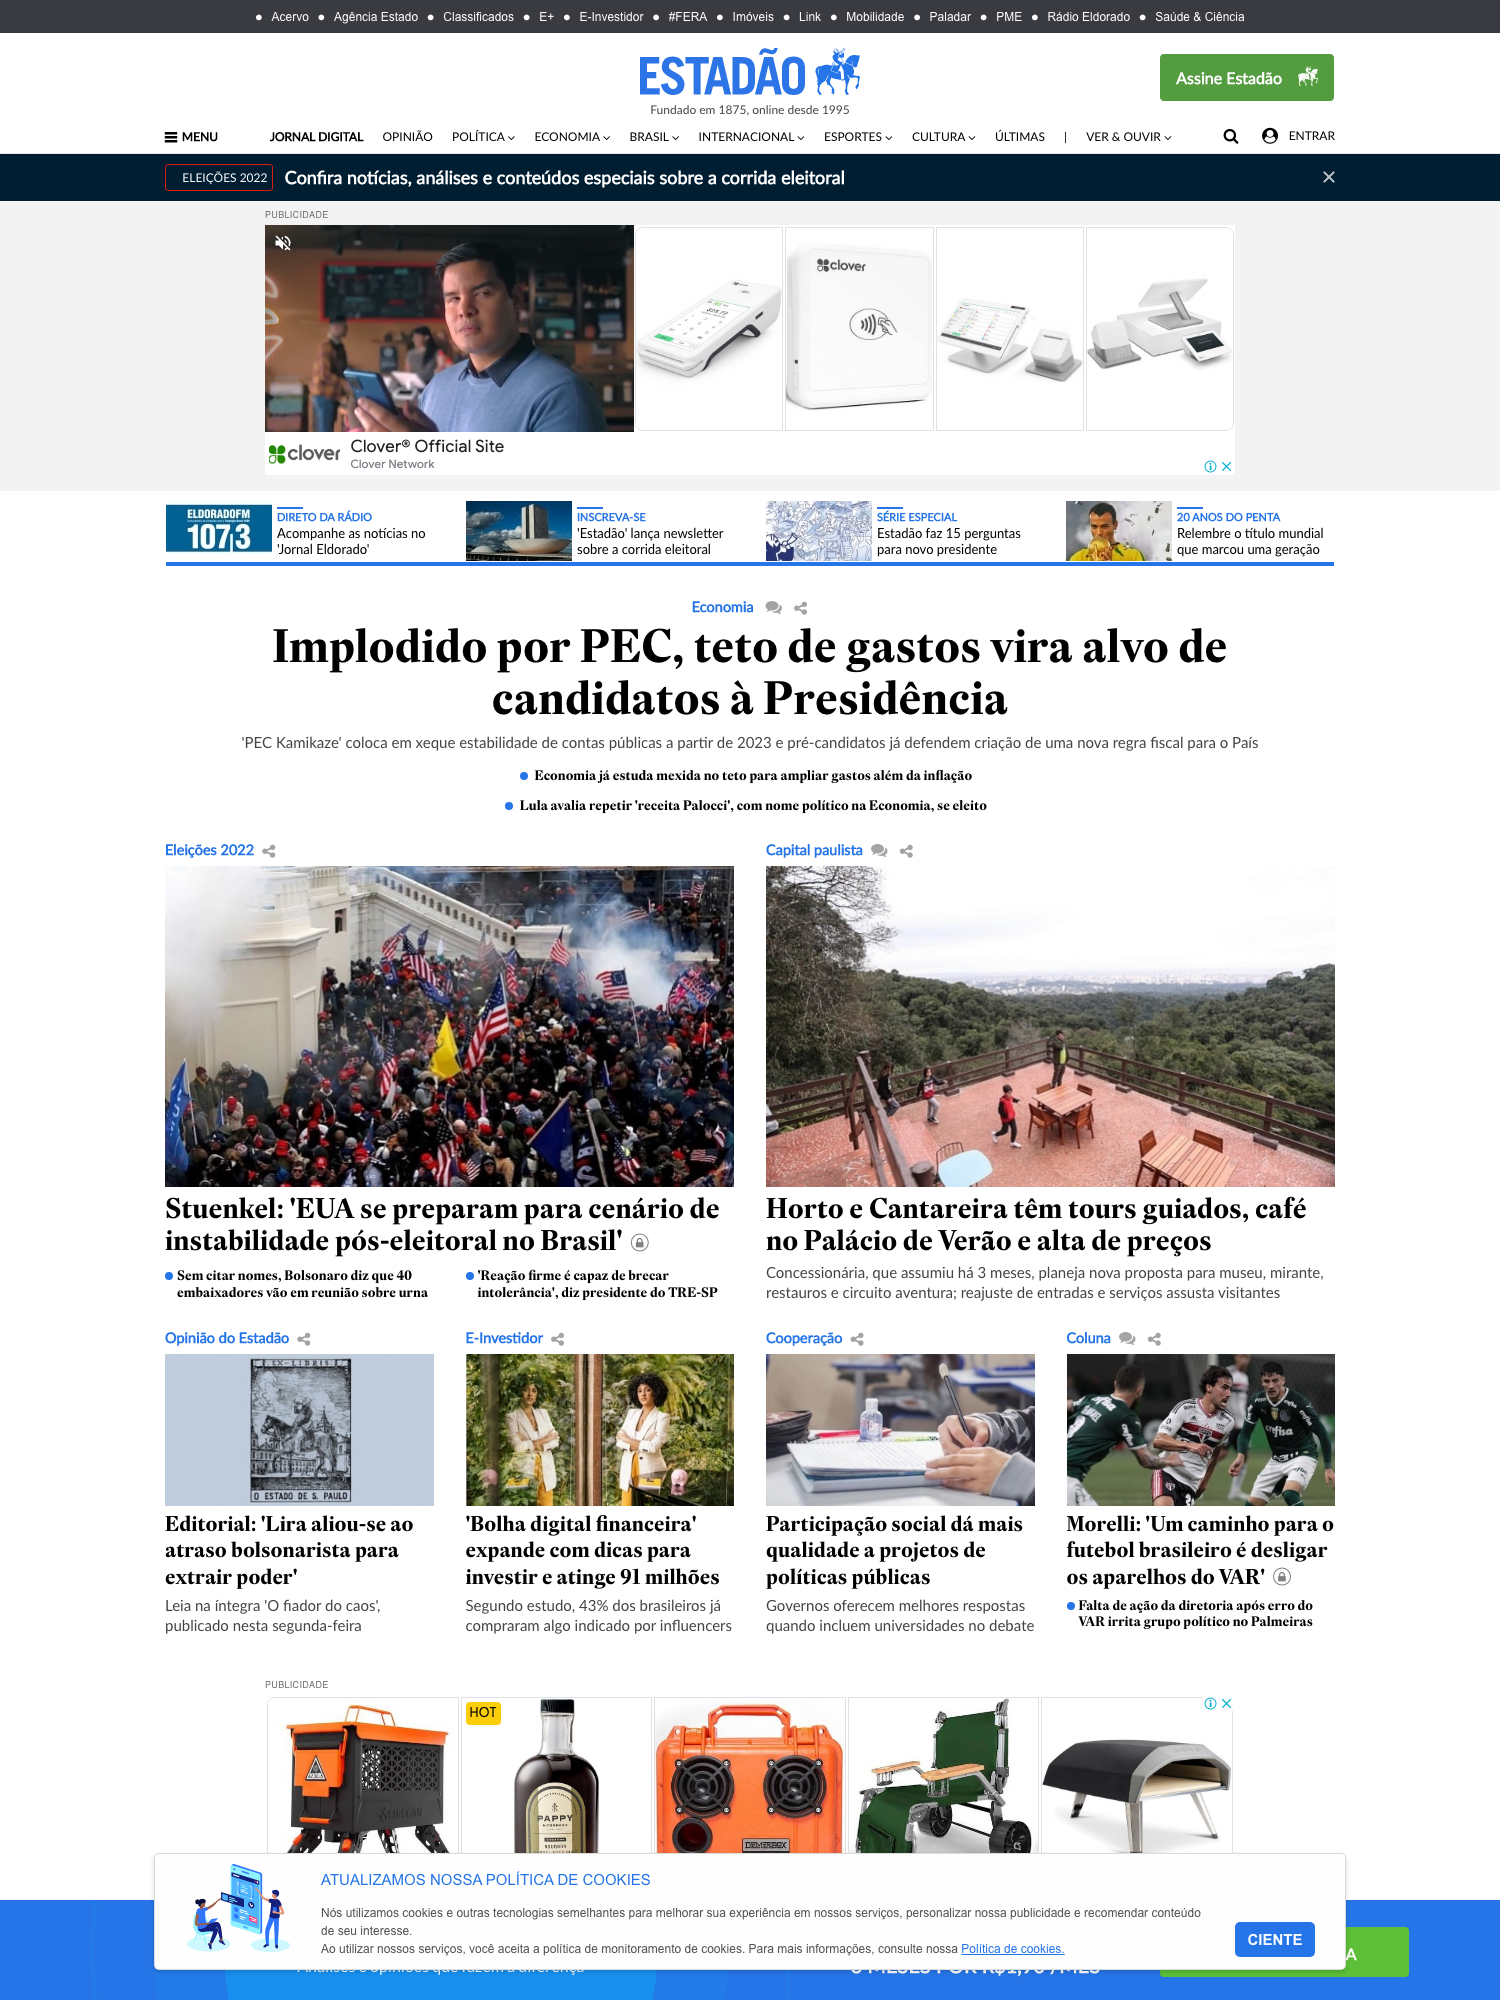 Acervo Agência Estado Classificados E+ E-Investidor #FERA Imóveis Link Mobilidade Paladar PME Rádio Eldorado Saúde & Ciência
ESTADÃO
Fundado em 1875, online desde 1995
Assine Estadão
MENU JORNAL DIGITAL OPINIÃO POLÍTICA ECONOMIA BRASIL INTERNACIONAL ESPORTES CULTURA ÚLTIMAS | VER & OUVIR ENTRAR
ELEIÇÕES 2022 Confira notícias, análises e conteúdos especiais sobre a corrida eleitoral
PUBLICIDADE
clover
clover
Clover® Official Site
Clover Network
ELDORADOFM
107,3
DIRETO DA RÁDIO
Acompanhe as notícias no
'Jornal Eldorado'
INSCREVA-SE
'Estadão' lança newsletter
sobre a corrida eleitoral
SÉRIE ESPECIAL
Estadão faz 15 perguntas
para novo presidente
20 ANOS DO PENTA
Relembre o título mundial
que marcou uma geração
Economia
Implodido por PEC, teto de gastos vira alvo de
candidatos à Presidência
'PEC Kamikaze' coloca em xeque estabilidade de contas públicas a partir de 2023 e pré-candidatos já defendem criação de uma nova regra fiscal para o País
Economia já estuda mexida no teto para ampliar gastos além da inflação
Lula avalia repetir 'receita Palocci', com nome político na Economia, se eleito
Eleições 2022
Stuenkel: 'EUA se preparam para cenário de
instabilidade pós-eleitoral no Brasil'
Sem citar nomes, Bolsonaro diz que 40
embaixadores vão em reunião sobre urna
'Reação firme é capaz de brecar
intolerância', diz presidente do TRE-SP
Capital paulista
Horto e Cantareira têm tours guiados, café
no Palácio de Verão e alta de preços
Concessionária, que assumiu há 3 meses, planeja nova proposta para museu, mirante,
restauros e circuito aventura; reajuste de entradas e serviços assusta visitantes
Opinião do Estadão
EX-LIBRIS
O ESTADO DE S. PAULO
Editorial: 'Lira aliou-se ao
atraso bolsonarista para
extrair poder'
Leia na íntegra 'O fiador do caos',
publicado nesta segunda-feira
E-Investidor
'Bolha digital financeira'
expande com dicas para
investir e atinge 91 milhões
Segundo estudo, 43% dos brasileiros já
compraram algo indicado por influencers
Cooperação
Participação social dá mais
qualidade a projetos de
políticas públicas
Governos oferecem melhores respostas
quando incluem universidades no debate
Coluna
Morelli: 'Um caminho para o
futebol brasileiro é desligar
os aparelhos do VAR'
Falta de ação da diretoria após erro do
VAR irrita grupo político no Palmeiras
PUBLICIDADE
HOT
PAPPY
& COMPANY
BOURBON
DEMERBOX
ATUALIZAMOS NOSSA POLÍTICA DE COOKIES
Nós utilizamos cookies e outras tecnologias semelhantes para melhorar sua experiência em nossos serviços, personalizar nossa publicidade e recomendar conteúdo
de seu interesse.
Ao utilizar nossos serviços, você aceita a política de monitoramento de cookies. Para mais informações, consulte nossa Política de cookies.
CIENTE